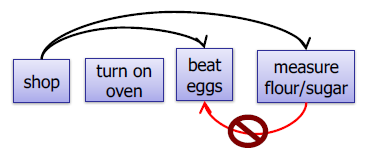 shop
turn on
oven
beat
eggs
measure
flour/sugar